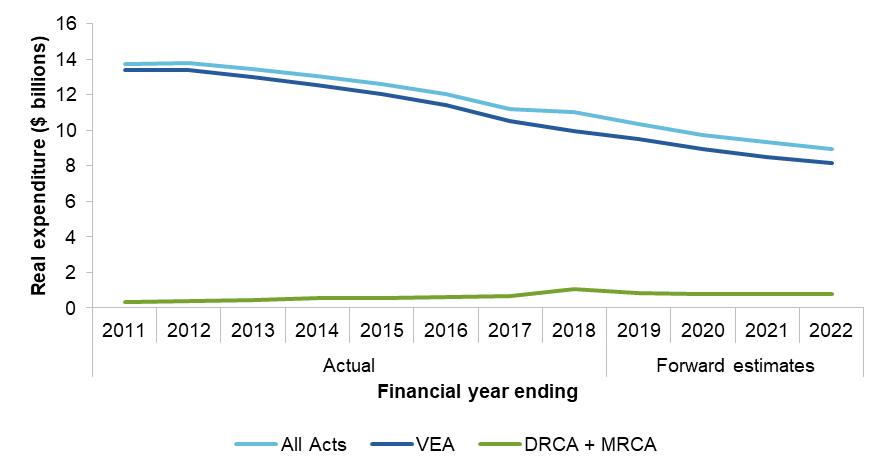 Real expenditure ($ billions)
16
14
12
10
8
6
4
2
0
2011 2012 2013 2014 2015 2016 2017 2018 2019 2020 2021 2022
Actual Forward estimates
Financial year ending
All Acts VEA DRCA + MRCA